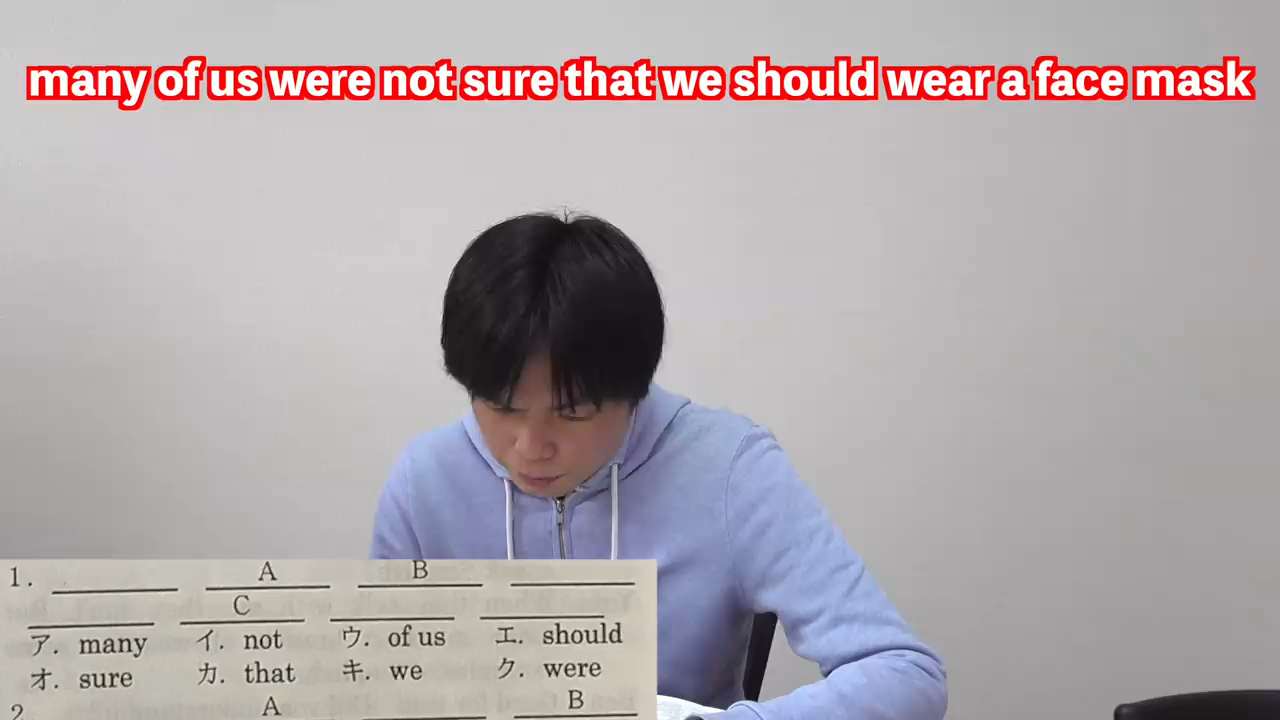 many of us were not sure that we should wear a face mask
1. A B
C
ア. many イ. not ウ. of us エ. should
オ. sure カ. that キ. we ク. were
2. A B